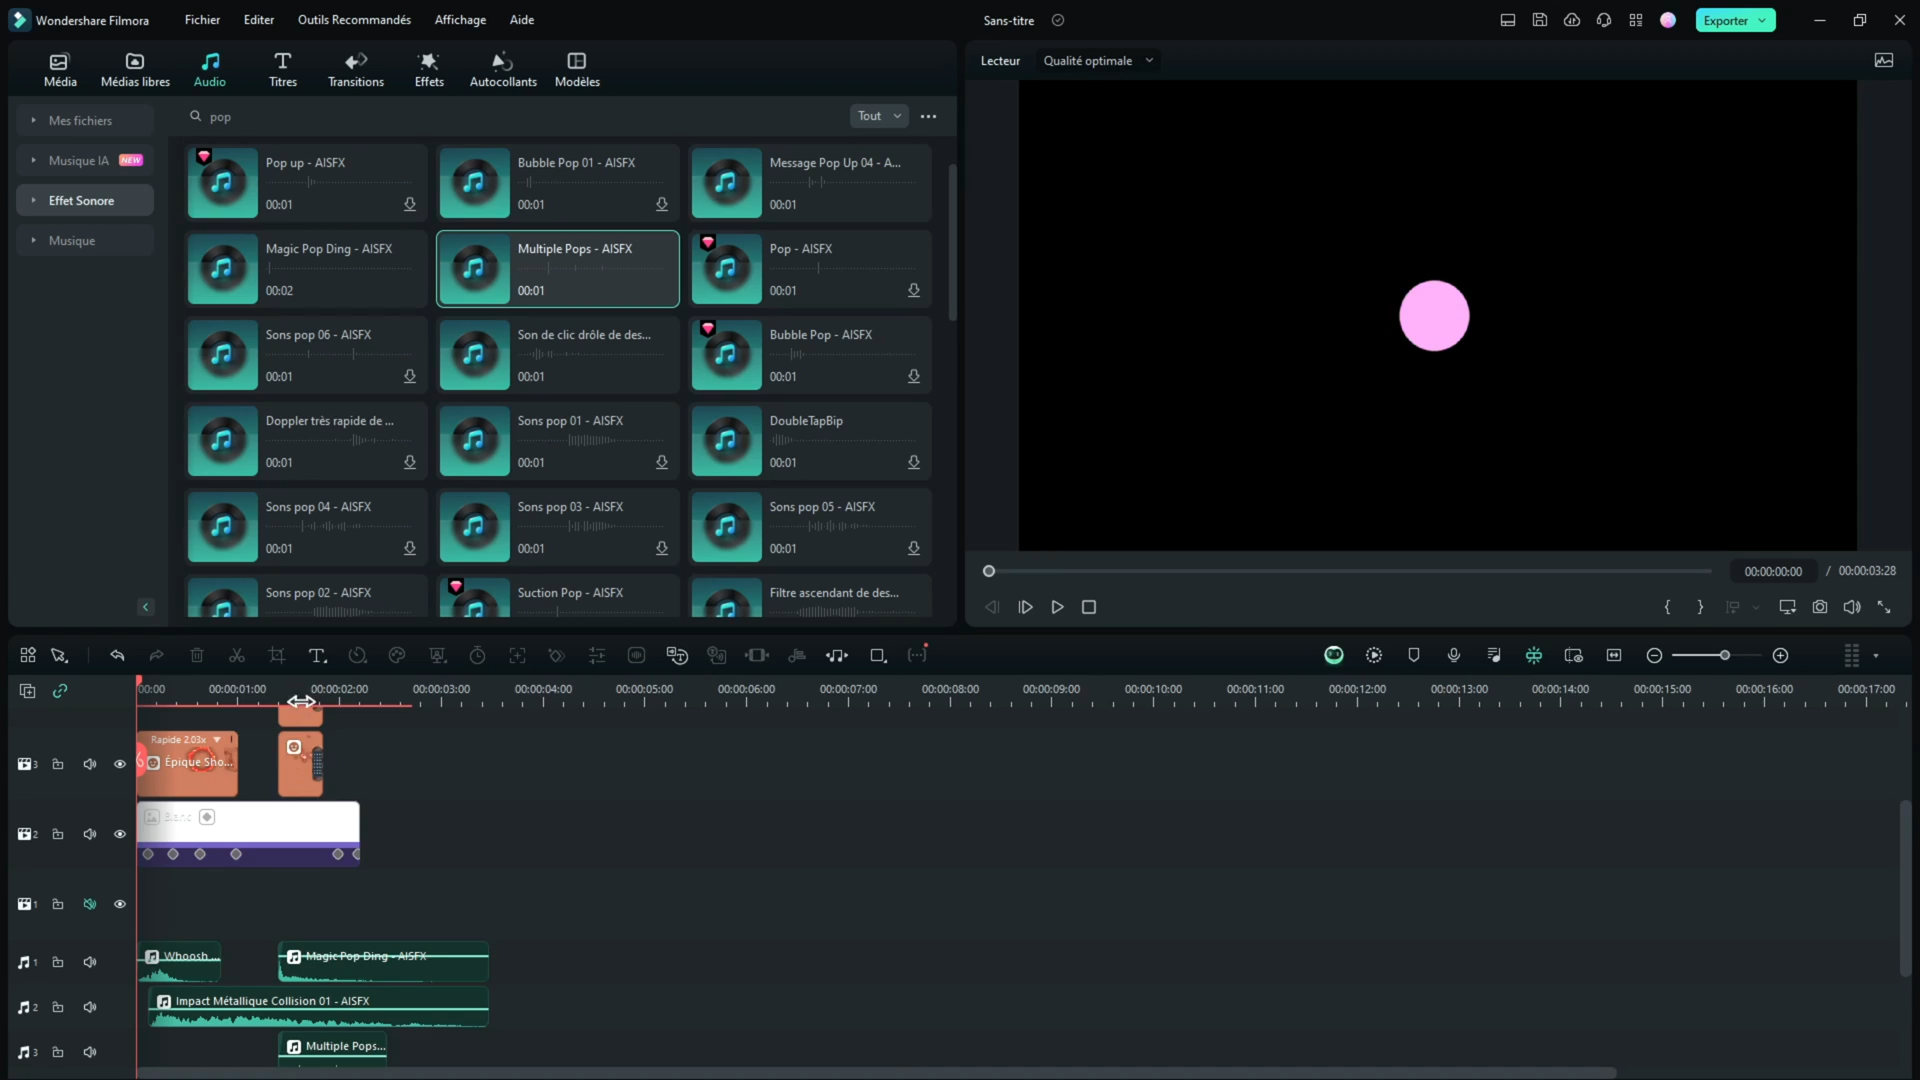 Wondershare Filmora
Fichier
Editer
Outils Recommandés
Affichage
Aide
Sans-titre
Exporter
Média
Médias libres
Audio
Titres
Transitions
Effets
Autocollants
Modèles
Lecteur
Qualité optimale
Mes fichiers
Musique IA NEW
Effet Sonore
Musique
pop
Tout
Pop up - AISFX
00:01
Bubble Pop 01 - AISFX
00:01
Message Pop Up 04 - A...
00:01
Magic Pop Ding - AISFX
00:02
Multiple Pops - AISFX
00:01
Pop - AISFX
00:01
Sons pop 06 - AISFX
00:01
Son de clic drôle de des...
00:01
Bubble Pop - AISFX
00:01
Doppler très rapide de ...
00:01
Sons pop 01 - AISFX
00:01
DoubleTapBip
00:01
Sons pop 04 - AISFX
00:01
Sons pop 03 - AISFX
00:01
Sons pop 05 - AISFX
00:01
Sons pop 02 - AISFX
Suction Pop - AISFX
Filtre ascendant de des...
00:00:00:00 / 00:00:03:28
00:00
00:00:01:00
00:00:02:00
00:00:03:00
00:00:04:00
00:00:05:00
00:00:06:00
00:00:07:00
00:00:08:00
00:00:09:00
00:00:10:00
00:00:11:00
00:00:12:00
00:00:13:00
00:00:14:00
00:00:15:00
00:00:16:00
00:00:17:00
3
Rapide 2.03x
Épique Sho...
2
Blanc
1
1
Whoosh ...
Magic Pop Ding - AISFX
2
Impact Métallique Collision 01 - AISFX
3
Multiple Pops...